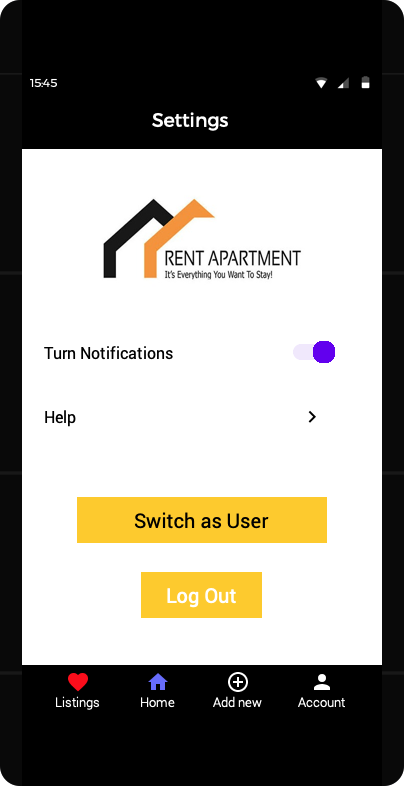 15:45
Settings
RENT APARTMENT
It's Everything You Want To Stay!
Turn Notifications
Help
Switch as User
Log Out
Listings Home Add new Account